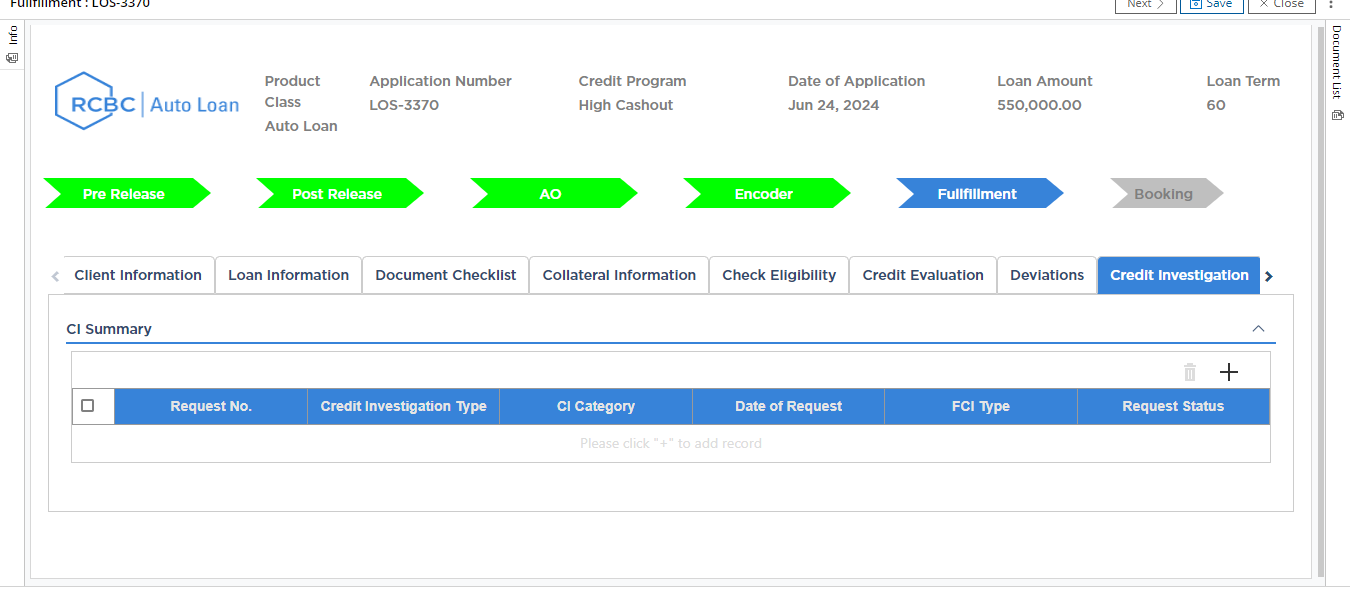 Fullfillment : LOS-3370
Next
Save
Close
Info
Document List
RCBC Auto Loan
Product Class
Auto Loan
Application Number
LOS-3370
Credit Program
High Cashout
Date of Application
Jun 24, 2024
Loan Amount
550,000.00
Loan Term
60
Pre Release
Post Release
AO
Encoder
Fullfillment
Booking
Client Information
Loan Information
Document Checklist
Collateral Information
Check Eligibility
Credit Evaluation
Deviations
Credit Investigation
CI Summary
Request No. Credit Investigation Type CI Category Date of Request FCI Type Request Status
Please click "+" to add record